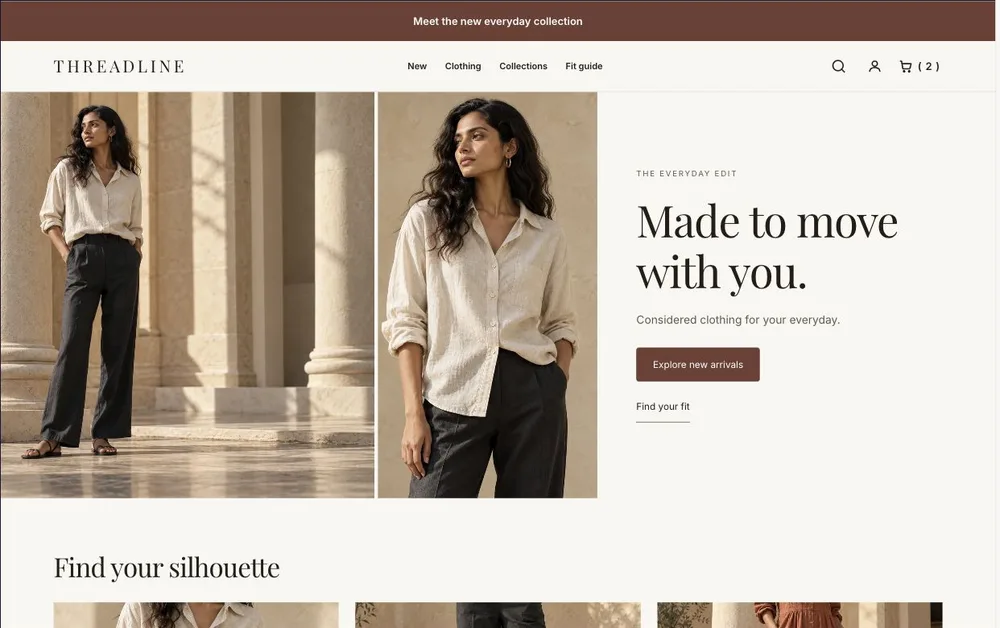 Meet the new everyday collection
THREADLINE
New Clothing Collections Fit guide
( 2 )
THE EVERYDAY EDIT
Made to move
with you.
Considered clothing for your everyday.
Explore new arrivals
Find your fit
Find your silhouette